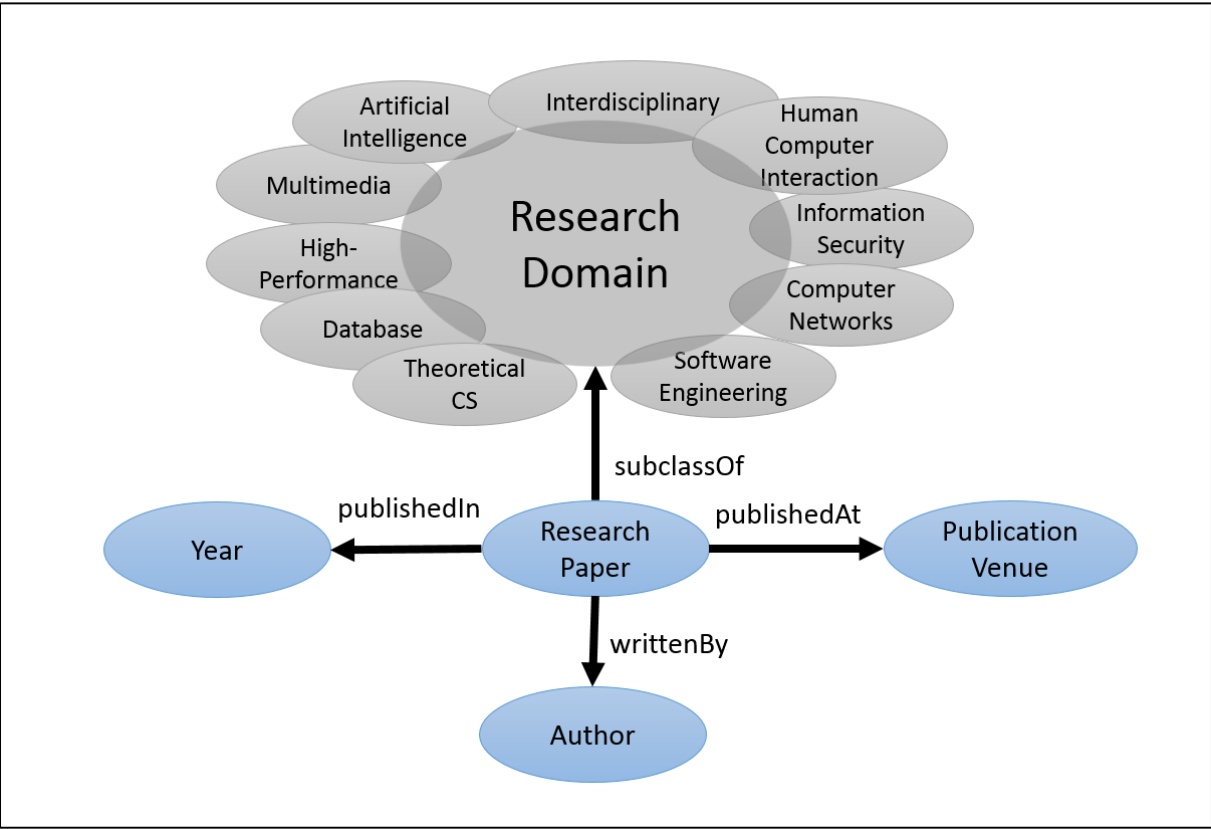 Interdisciplinary
Artificial
Intelligence
Human
Computer
Interaction
Multimedia
Research
Domain
Information
Security
High-
Performance
Computer
Networks
Database
Theoretical
CS
Software
Engineering
subclassOf
publishedIn
publishedAt
Year
Research
Paper
Publication
Venue
writtenBy
Author